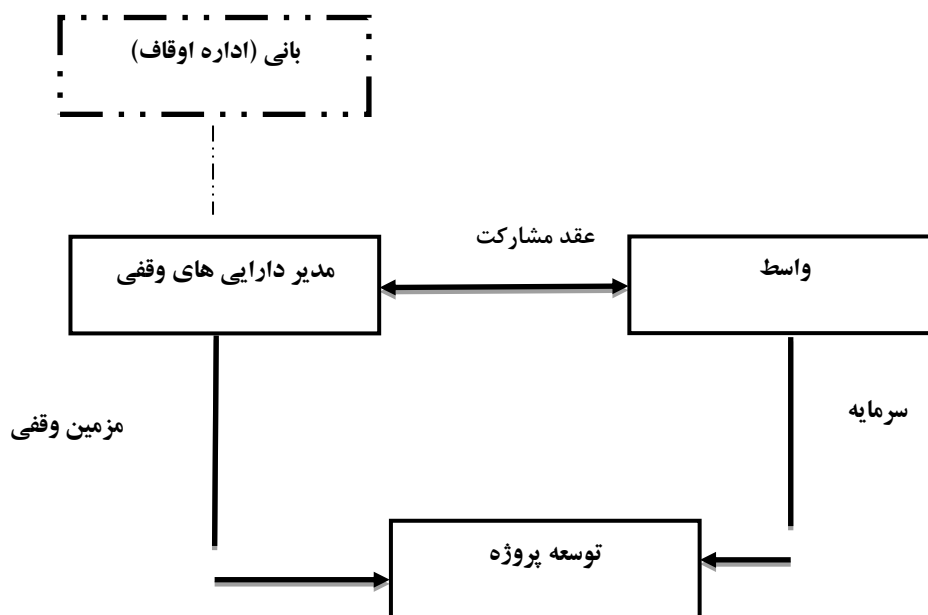 بانی (اداره اوقاف)
عقد مشارکت
واسط
مدیر دارایی های وقفی
سرمایه
مزمین وقفی
توسعه پروژه